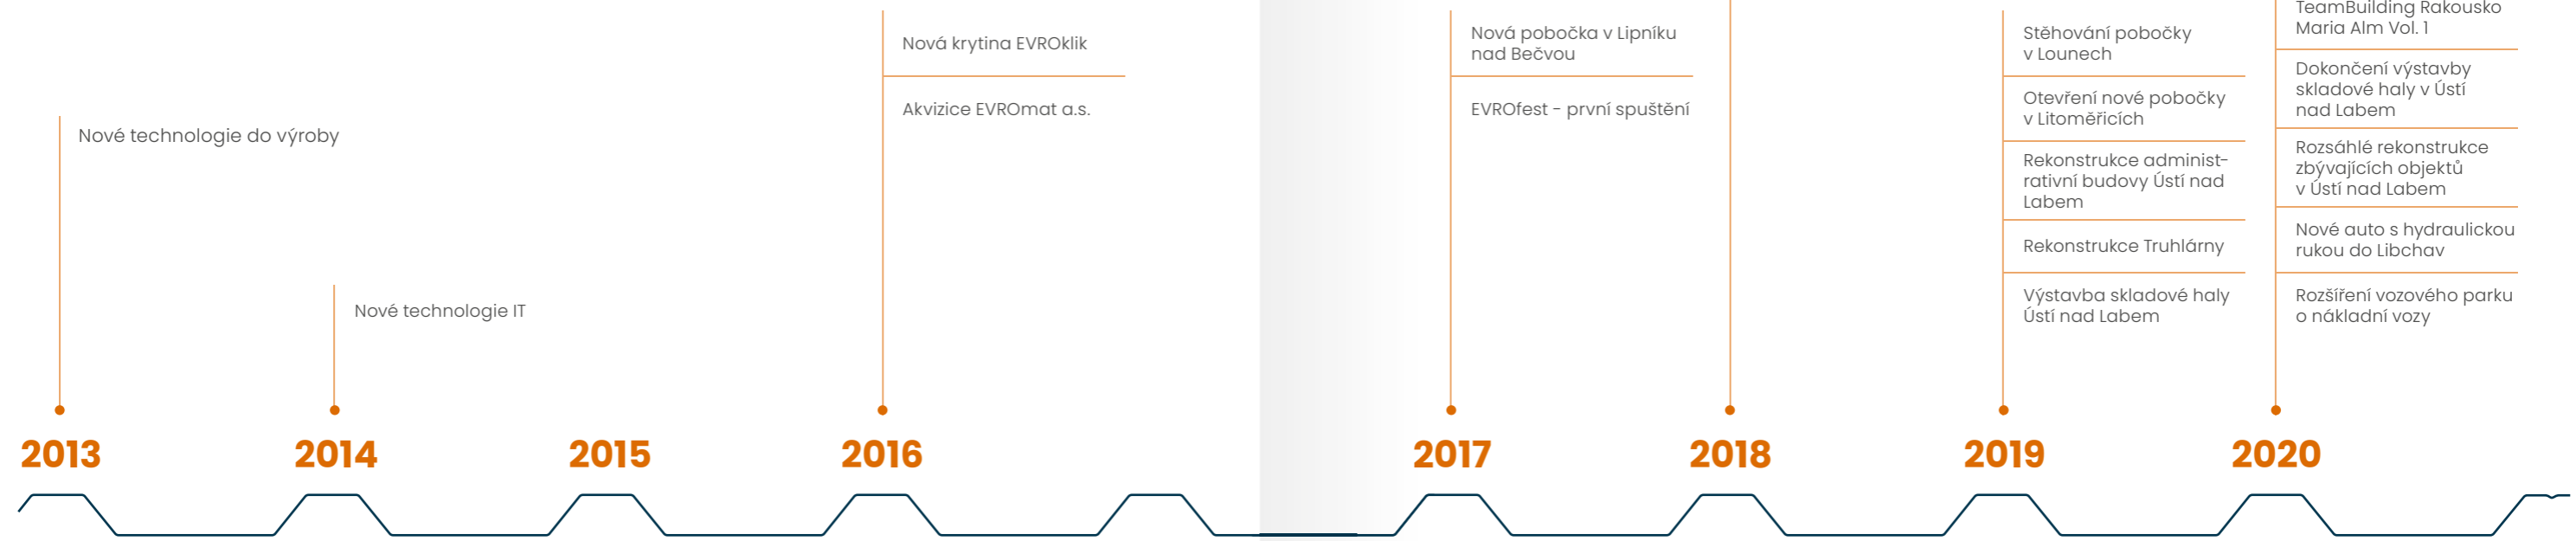 Nové technologie do výroby
Nové technologie IT
Nová krytina EVROklik
Akvizice EVROmat a.s.
Nová pobočka v Lipníku
nad Bečvou
EVROfest - první spuštění
Stěhování pobočky
v Lounech
Otevření nové pobočky
v Litoměřicích
Rekonstrukce administ-
rativní budovy Ústí nad
Labem
Rekonstrukce Truhlárny
Výstavba skladové haly
Ústí nad Labem
TeamBuilding Rakousko
Maria Alm Vol. 1
Dokončení výstavby
skladové haly v Ústí
nad Labem
Rozsáhlé rekonstrukce
zbývajících objektů
v Ústí nad Labem
Nové auto s hydraulickou
rukou do Libchav
Rozšíření vozového parku
o nákladní vozy
2013
2014
2015
2016
2017
2018
2019
2020